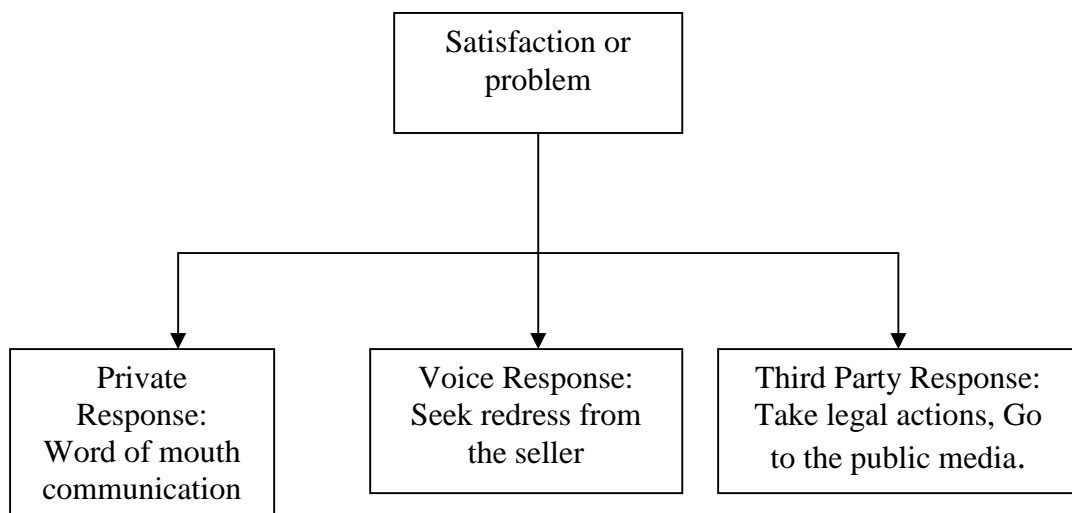 Satisfaction or
problem
Private
Response:
Word of mouth
communication
Voice Response:
Seek redress from
the seller
Third Party Response:
Take legal actions, Go
to the public media.